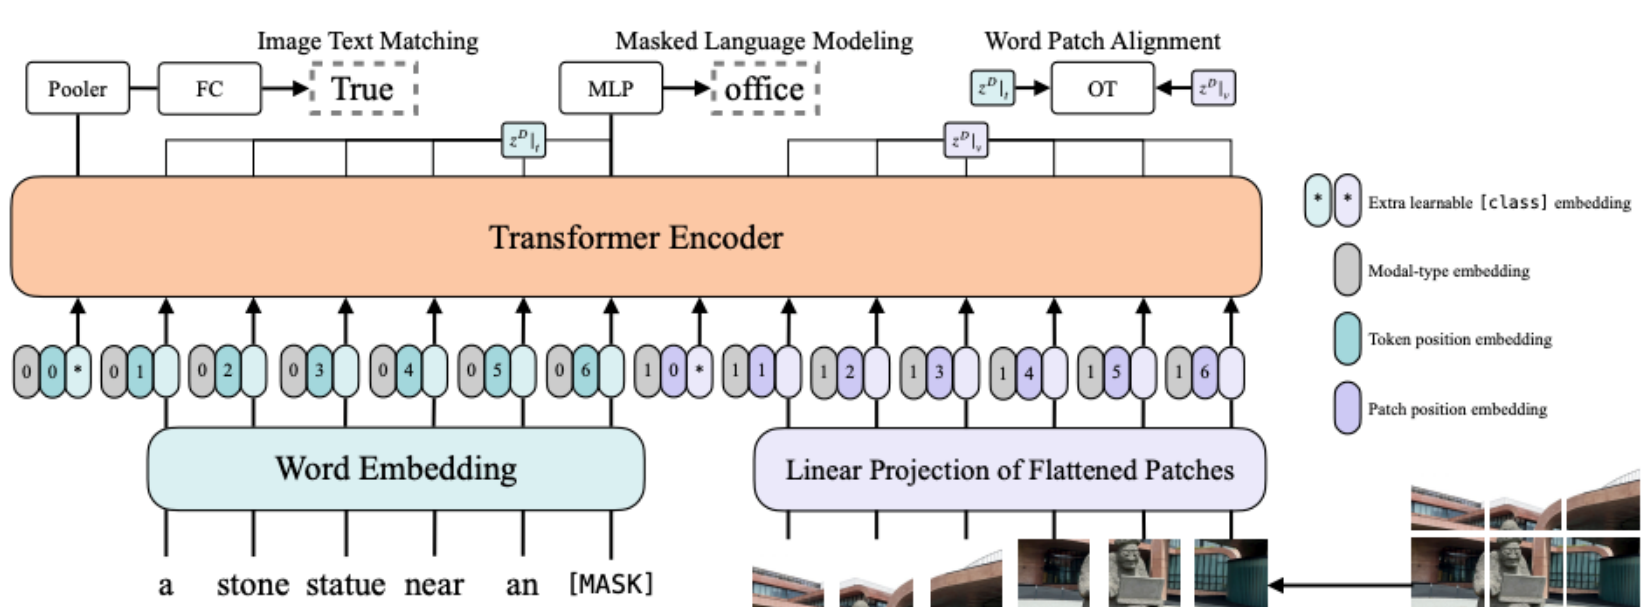 Image Text Matching
Masked Language Modeling
Word Patch Alignment
Pooler
FC
True
MLP
office
z^D|_t
OT
z^D|_v
z^D|_t
z^D|_v
Transformer Encoder
* * Extra learnable [class] embedding
Modal-type embedding
Token position embedding
Patch position embedding
0 0 * 0 1 0 2 0 3 0 4 0 5 0 6 1 0 * 1 1 1 2 1 3 1 4 1 5 1 6
Word Embedding
Linear Projection of Flattened Patches
a stone statue near an [MASK]